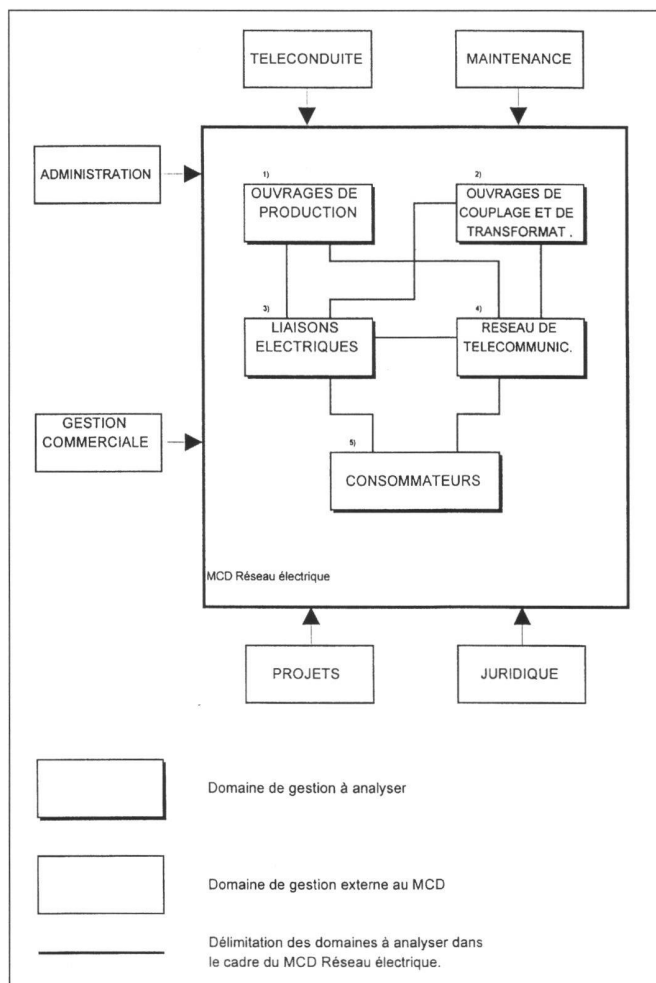 TELECONDUITE
MAINTENANCE
ADMINISTRATION
1)
OUVRAGES DE
PRODUCTION
2)
OUVRAGES DE
COUPLAGE ET DE
TRANSFORMAT .
3)
LIAISONS
ELECTRIQUES
4)
RESEAU DE
TELECOMMUNIC.
GESTION
COMMERCIALE
5)
CONSOMMATEURS
MCD Réseau électrique
PROJETS
JURIDIQUE
Domaine de gestion à analyser
Domaine de gestion externe au MCD
Délimitation des domaines à analyser dans
le cadre du MCD Réseau électrique.